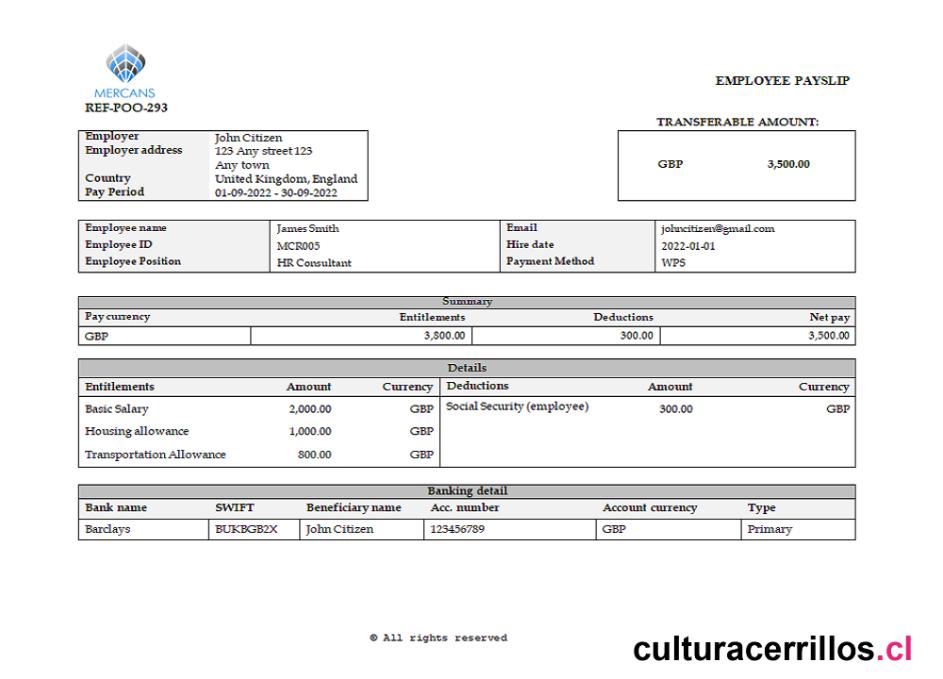 MERCANS
REF-POO-293
EMPLOYEE PAYSLIP
TRANSFERABLE AMOUNT:
GBP 3,500.00
Employer John Citizen
Employer address 123 Any street 123
Any town
Country United Kingdom, England
Pay Period 01-09-2022 - 30-09-2022
Employee name James Smith Email johncitizen@gmail.com
Employee ID MCR005 Hire date 2022-01-01
Employee Position HR Consultant Payment Method WPS
Summary
Pay currency Entitlements Deductions Net pay
GBP 3,800.00 300.00 3,500.00
Details
Entitlements Amount Currency Deductions Amount Currency
Basic Salary 2,000.00 GBP Social Security (employee) 300.00 GBP
Housing allowance 1,000.00 GBP
Transportation Allowance 800.00 GBP
Banking detail
Bank name SWIFT Beneficiary name Acc. number Account currency Type
Barclays BUKBGB2X John Citizen 123456789 GBP Primary
© All rights reserved
culturacerrillos.cl